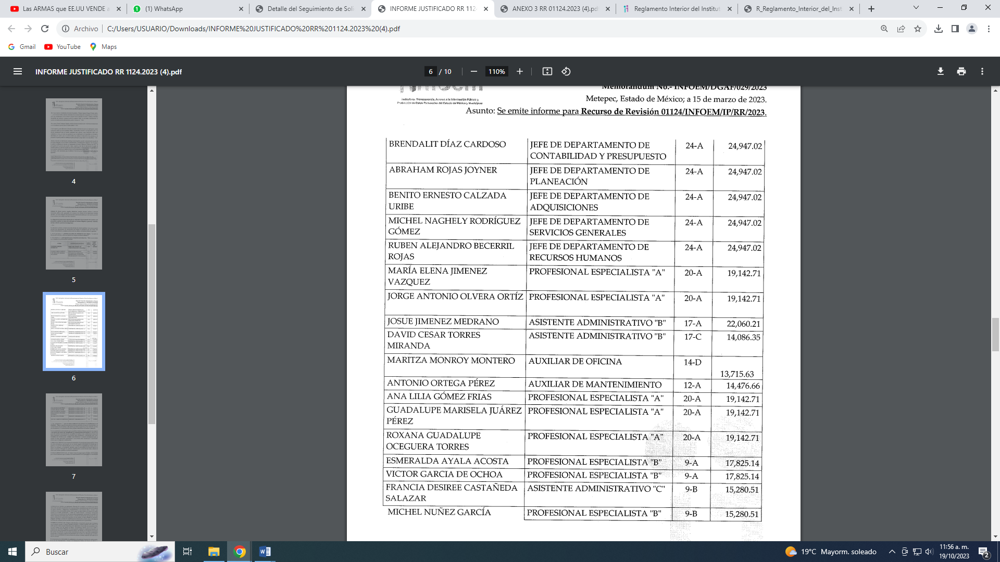 Las ARMAS que EE.UU VENDE a
(1) WhatsApp
Detalle del Seguimiento de Soli
INFORME JUSTIFICADO RR 112
ANEXO 3 RR 01124.2023 (4).pd
Reglamento Interior del Institut
R_Reglamento_Interior_del_Inst
Archivo C:/Users/USUARIO/Downloads/INFORME%20JUSTIFICADO%20RR%201124.2023%20(4).pdf
Gmail YouTube Maps
INFORME JUSTIFICADO RR 1124.2023 (4).pdf 6 / 10 110%
4
5
6
7
Memorándum No.- INFOEM/DGAF/029/2023
Instituto de Transparencia, Acceso a la Información Pública y
Protección de Datos Personales del Estado de México y Municipios
Metepec, Estado de México; a 15 de marzo de 2023.
Asunto: Se emite informe para Recurso de Revisión 01124/INFOEM/IP/RR/2023.
BRENDALIT DÍAZ CARDOSO JEFE DE DEPARTAMENTO DE 24-A 24,947.02
CONTABILIDAD Y PRESUPUESTO
ABRAHAM ROJAS JOYNER JEFE DE DEPARTAMENTO DE 24-A 24,947.02
PLANEACIÓN
BENITO ERNESTO CALZADA JEFE DE DEPARTAMENTO DE 24-A 24,947.02
URIBE ADQUISICIONES
MICHEL NAGHELY RODRÍGUEZ JEFE DE DEPARTAMENTO DE 24-A 24,947.02
GÓMEZ SERVICIOS GENERALES
RUBEN ALEJANDRO BECERRIL JEFE DE DEPARTAMENTO DE 24-A 24,947.02
ROJAS RECURSOS HUMANOS
MARÍA ELENA JIMENEZ PROFESIONAL ESPECIALISTA "A" 20-A 19,142.71
VAZQUEZ
JORGE ANTONIO OLVERA ORTÍZ PROFESIONAL ESPECIALISTA "A" 20-A 19,142.71
JOSUE JIMENEZ MEDRANO ASISTENTE ADMINISTRATIVO "B" 17-A 22,060.21
DAVID CESAR TORRES ASISTENTE ADMINISTRATIVO "B" 17-C 14,086.35
MIRANDA
MARITZA MONROY MONTERO AUXILIAR DE OFICINA 14-D
13,715.63
ANTONIO ORTEGA PÉREZ AUXILIAR DE MANTENIMIENTO 12-A 14,476.66
ANA LILIA GÓMEZ FRIAS PROFESIONAL ESPECIALISTA "A" 20-A 19,142.71
GUADALUPE MARISELA JUÁREZ PROFESIONAL ESPECIALISTA "A" 20-A 19,142.71
PÉREZ
ROXANA GUADALUPE PROFESIONAL ESPECIALISTA "A" 20-A 19,142.71
OCEGUERA TORRES
ESMERALDA AYALA ACOSTA PROFESIONAL ESPECIALISTA "B" 9-A 17,825.14
VICTOR GARCIA DE OCHOA PROFESIONAL ESPECIALISTA "B" 9-A 17,825.14
FRANCIA DESIREE CASTAÑEDA ASISTENTE ADMINISTRATIVO "C" 9-B 15,280.51
SALAZAR
MICHEL NUÑEZ GARCÍA PROFESIONAL ESPECIALISTA "B" 9-B 15,280.51
Buscar
19°C Mayorm. soleado
11:56 a. m.
19/10/2023
2